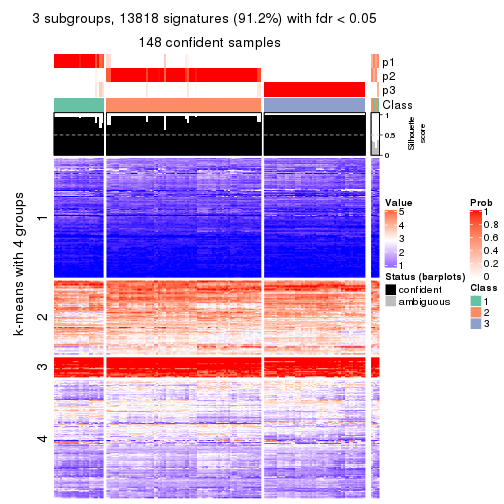 3 subgroups, 13818 signatures (91.2%) with fdr < 0.05
148 confident samples
p1
p2
p3
Class
1
0.5
0
Silhouette
score
k-means with 4 groups
1
2
3
4
Value
5
4
3
2
1
Status (barplots)
confident
ambiguous
Prob
1
0.8
0.6
0.4
0.2
0
Class
1
2
3